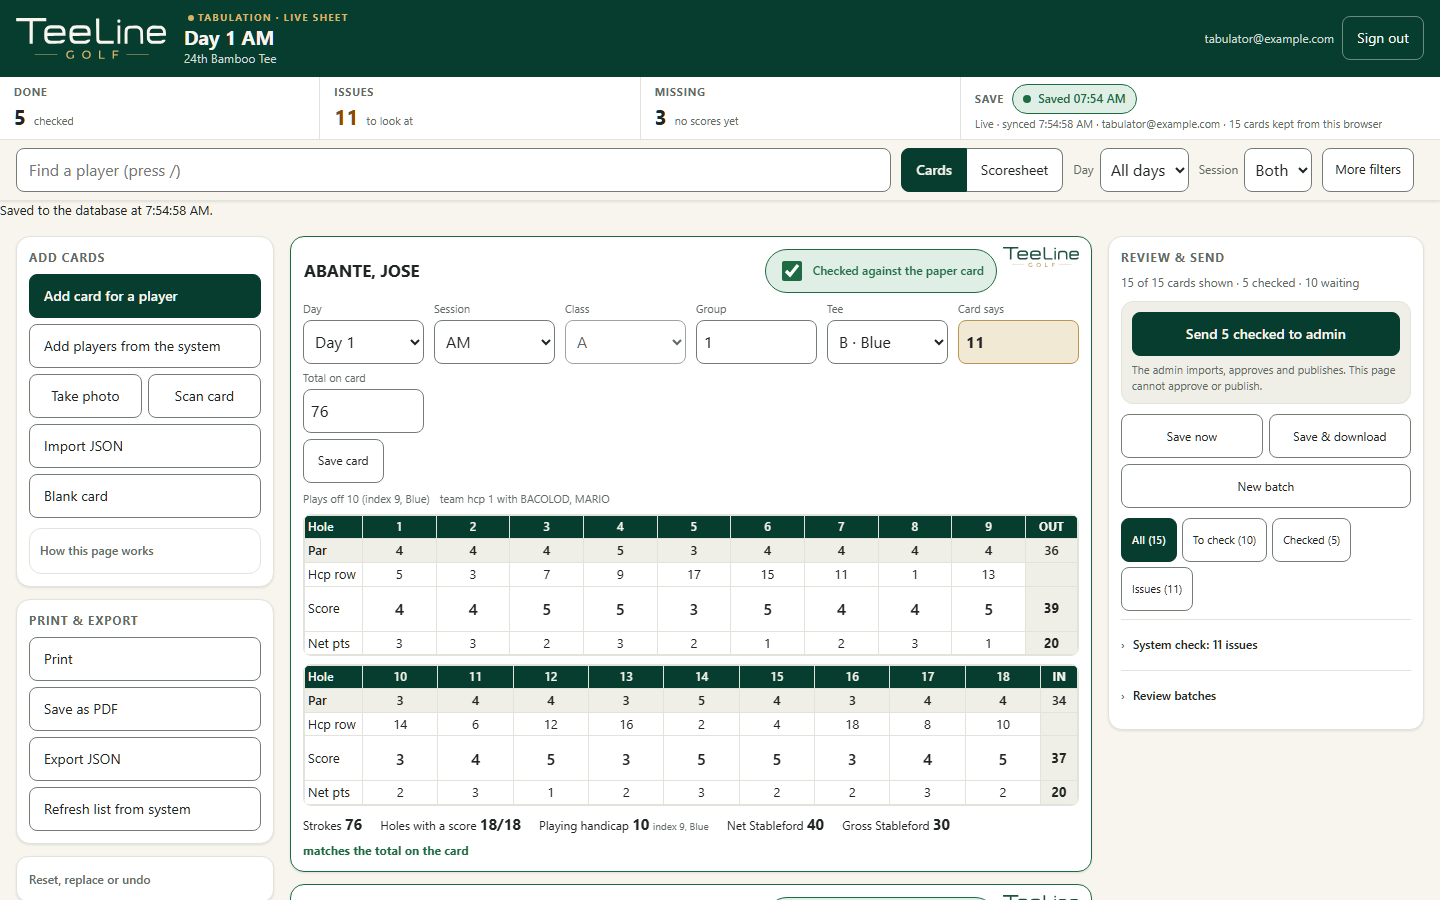 TeeLine
GOLF
TABULATION · LIVE SHEET
Day 1 AM
24th Bamboo Tee
tabulator@example.com
Sign out
DONE
5 checked
ISSUES
11 to look at
MISSING
3 no scores yet
SAVE
Saved 07:54 AM
Live · synced 7:54:58 AM · tabulator@example.com · 15 cards kept from this browser
Find a player (press /)
Cards
Scoresheet
Day
All days
Session
Both
More filters
Saved to the database at 7:54:58 AM.
ADD CARDS
Add card for a player
Add players from the system
Take photo
Scan card
Import JSON
Blank card
How this page works
PRINT & EXPORT
Print
Save as PDF
Export JSON
Refresh list from system
Reset, replace or undo
ABANTE, JOSE
Checked against the paper card
TeeLine
GOLF
Day Session Class Group Tee Card says
Day 1 AM A 1 B · Blue 11
Total on card
76
Save card
Plays off 10 (index 9, Blue) team hcp 1 with BACOLOD, MARIO
Hole 1 2 3 4 5 6 7 8 9 OUT
Par 4 4 4 5 3 4 4 4 4 36
Hcp row 5 3 7 9 17 15 11 1 13
Score 4 4 5 5 3 5 4 4 5 39
Net pts 3 3 2 3 2 1 2 3 1 20
Hole 10 11 12 13 14 15 16 17 18 IN
Par 3 4 4 3 5 4 3 4 4 34
Hcp row 14 6 12 16 2 4 18 8 10
Score 3 4 5 3 5 5 3 4 5 37
Net pts 2 3 1 2 3 2 2 3 2 20
Strokes 76 Holes with a score 18/18 Playing handicap 10 index 9, Blue Net Stableford 40 Gross Stableford 30
matches the total on the card
TeeLine
REVIEW & SEND
15 of 15 cards shown · 5 checked · 10 waiting
Send 5 checked to admin
The admin imports, approves and publishes. This page
cannot approve or publish.
Save now
Save & download
New batch
All (15)
To check (10)
Checked (5)
Issues (11)
› System check: 11 issues
› Review batches